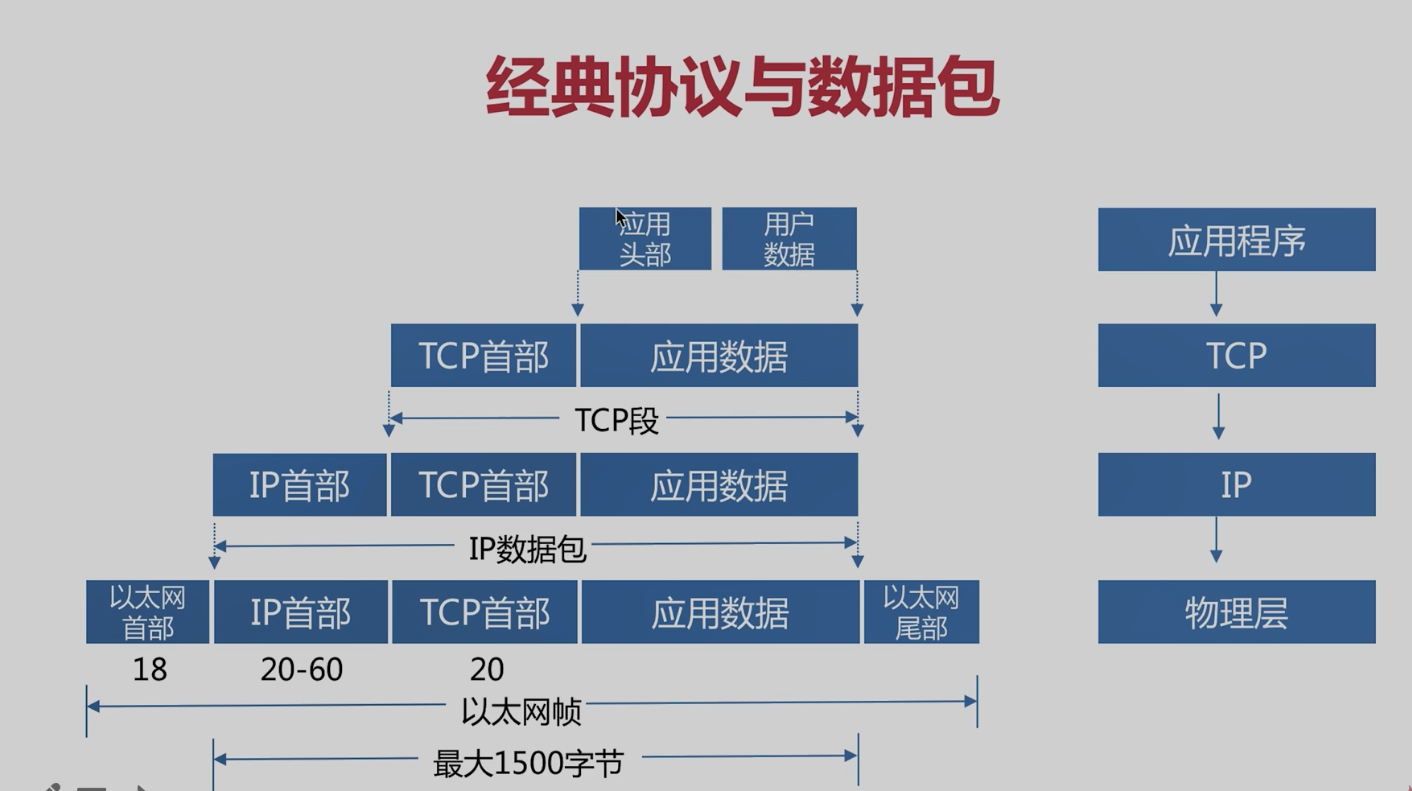 经典协议与数据包
应用
头部
用户
数据
应用程序
TCP首部
应用数据
TCP
TCP段
IP首部
TCP首部
应用数据
IP
IP数据包
以太网
首部
IP首部
TCP首部
应用数据
以太网
尾部
物理层
18
20-60
20
以太网帧
最大1500字节